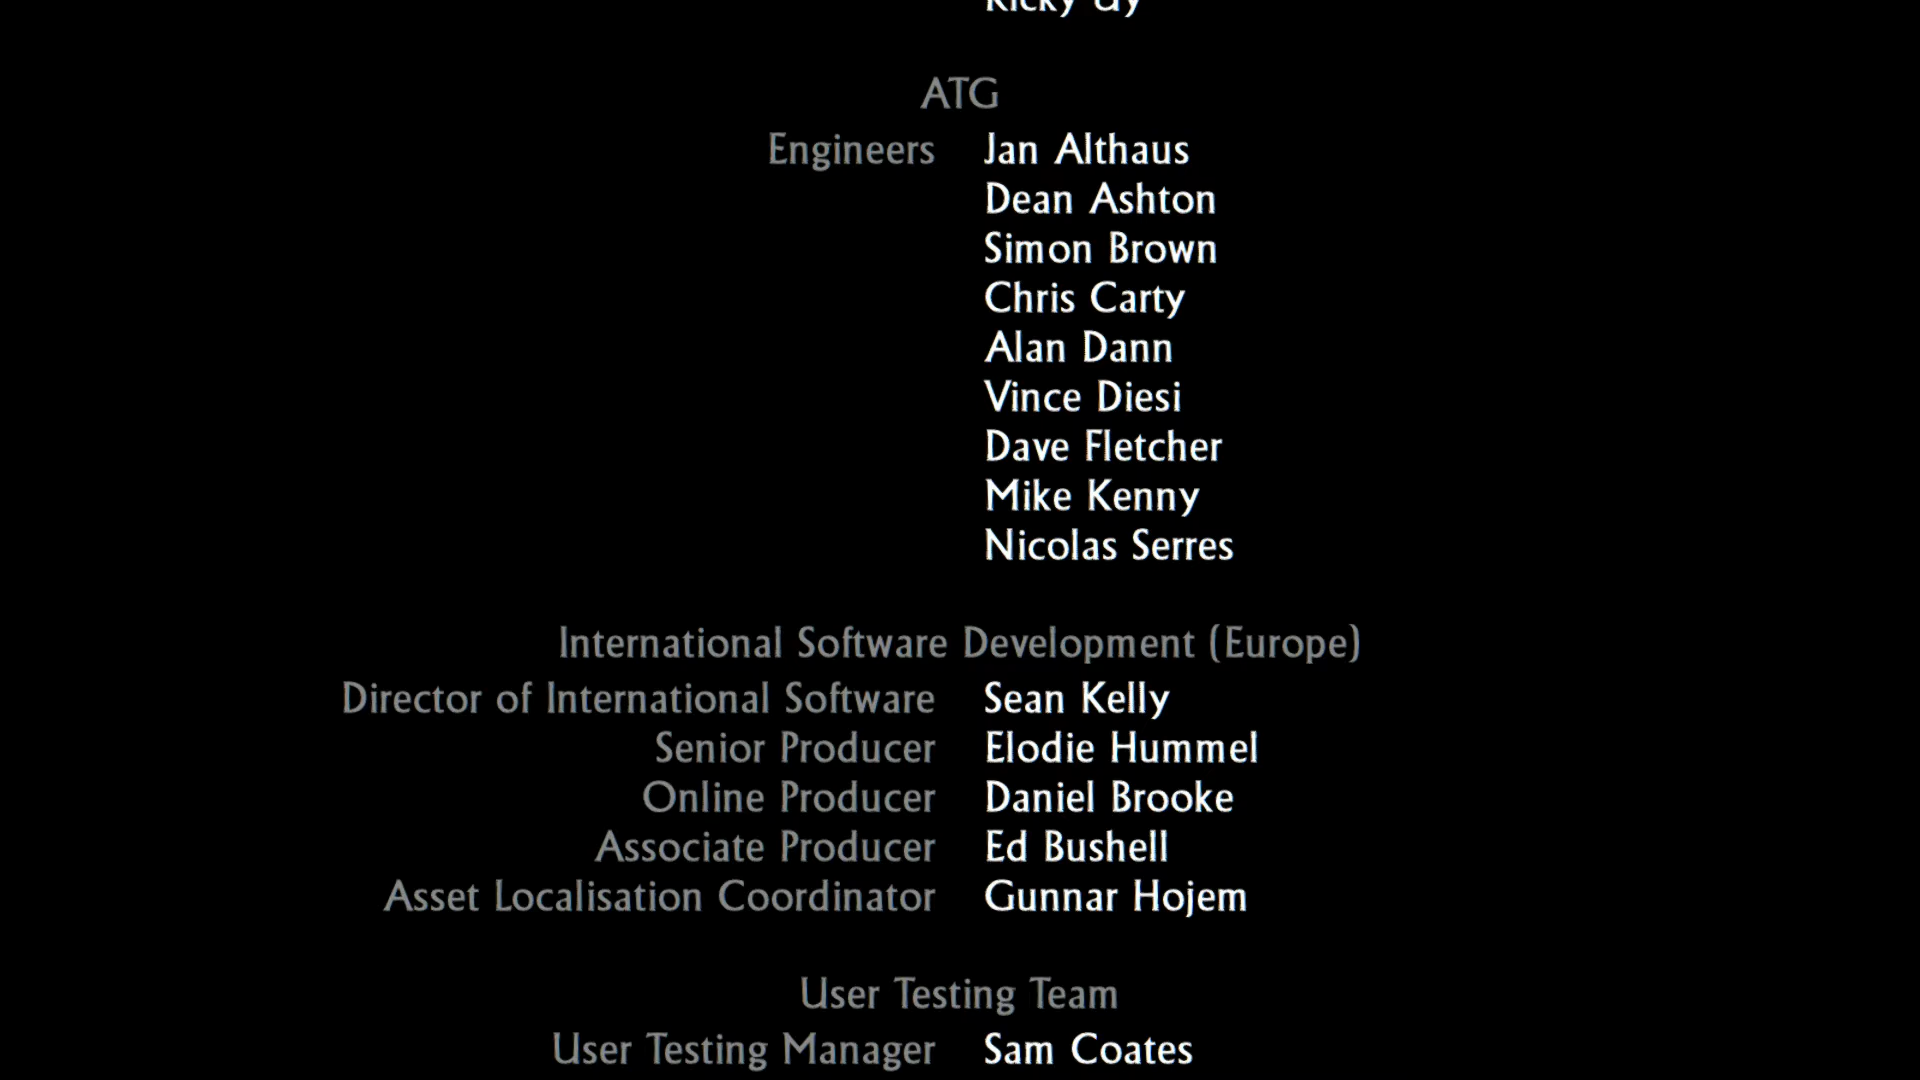 Ricky Uy
ATG
Engineers Jan Althaus
Dean Ashton
Simon Brown
Chris Carty
Alan Dann
Vince Diesi
Dave Fletcher
Mike Kenny
Nicolas Serres
International Software Development (Europe)
Director of International Software Sean Kelly
Senior Producer Elodie Hummel
Online Producer Daniel Brooke
Associate Producer Ed Bushell
Asset Localisation Coordinator Gunnar Hojem
User Testing Team
User Testing Manager Sam Coates